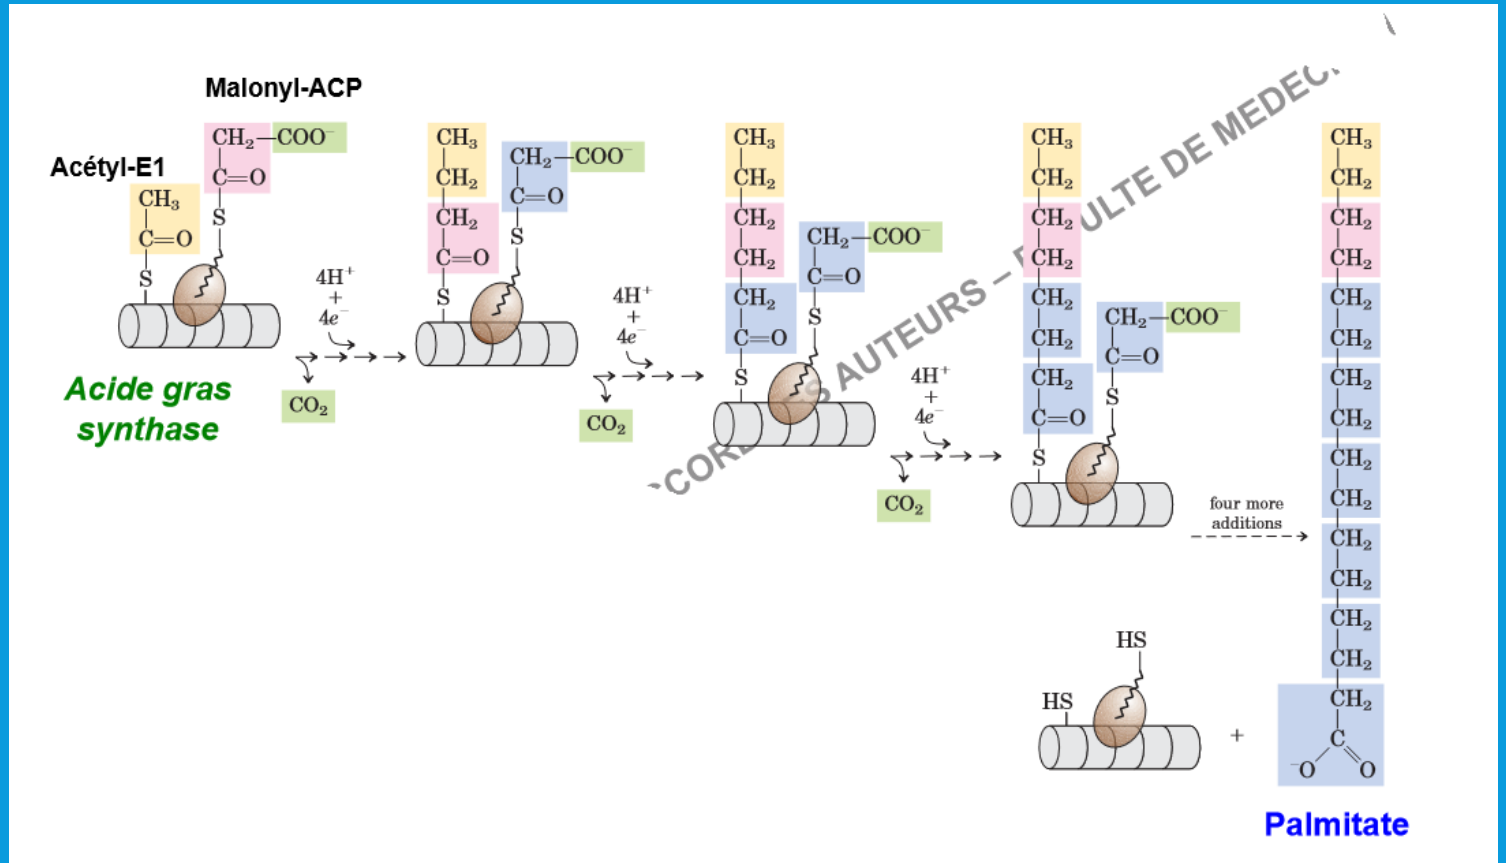 Malonyl-ACP
CH₂–COO⁻
C=O
S
Acétyl-E1
CH₃
C=O
S
Acide gras
synthase
4H⁺
+
4e⁻
CO₂
CH₃
CH₂
CH₂
C=O
S
CH₂–COO⁻
C=O
S
4H⁺
+
4e⁻
CO₂
CH₃
CH₂
CH₂
CH₂
CH₂
C=O
S
CH₂–COO⁻
C=O
S
4H⁺
+
4e⁻
CO₂
CH₃
CH₂
CH₂
CH₂
CH₂
CH₂
CH₂
C=O
S
CH₂–COO⁻
C=O
S
four more
additions
HS
HS
+
CH₃
CH₂
CH₂
CH₂
CH₂
CH₂
CH₂
CH₂
CH₂
CH₂
CH₂
CH₂
CH₂
CH₂
CH₂
C
⁻O O
Palmitate
AUTEURS – DE MEDEC